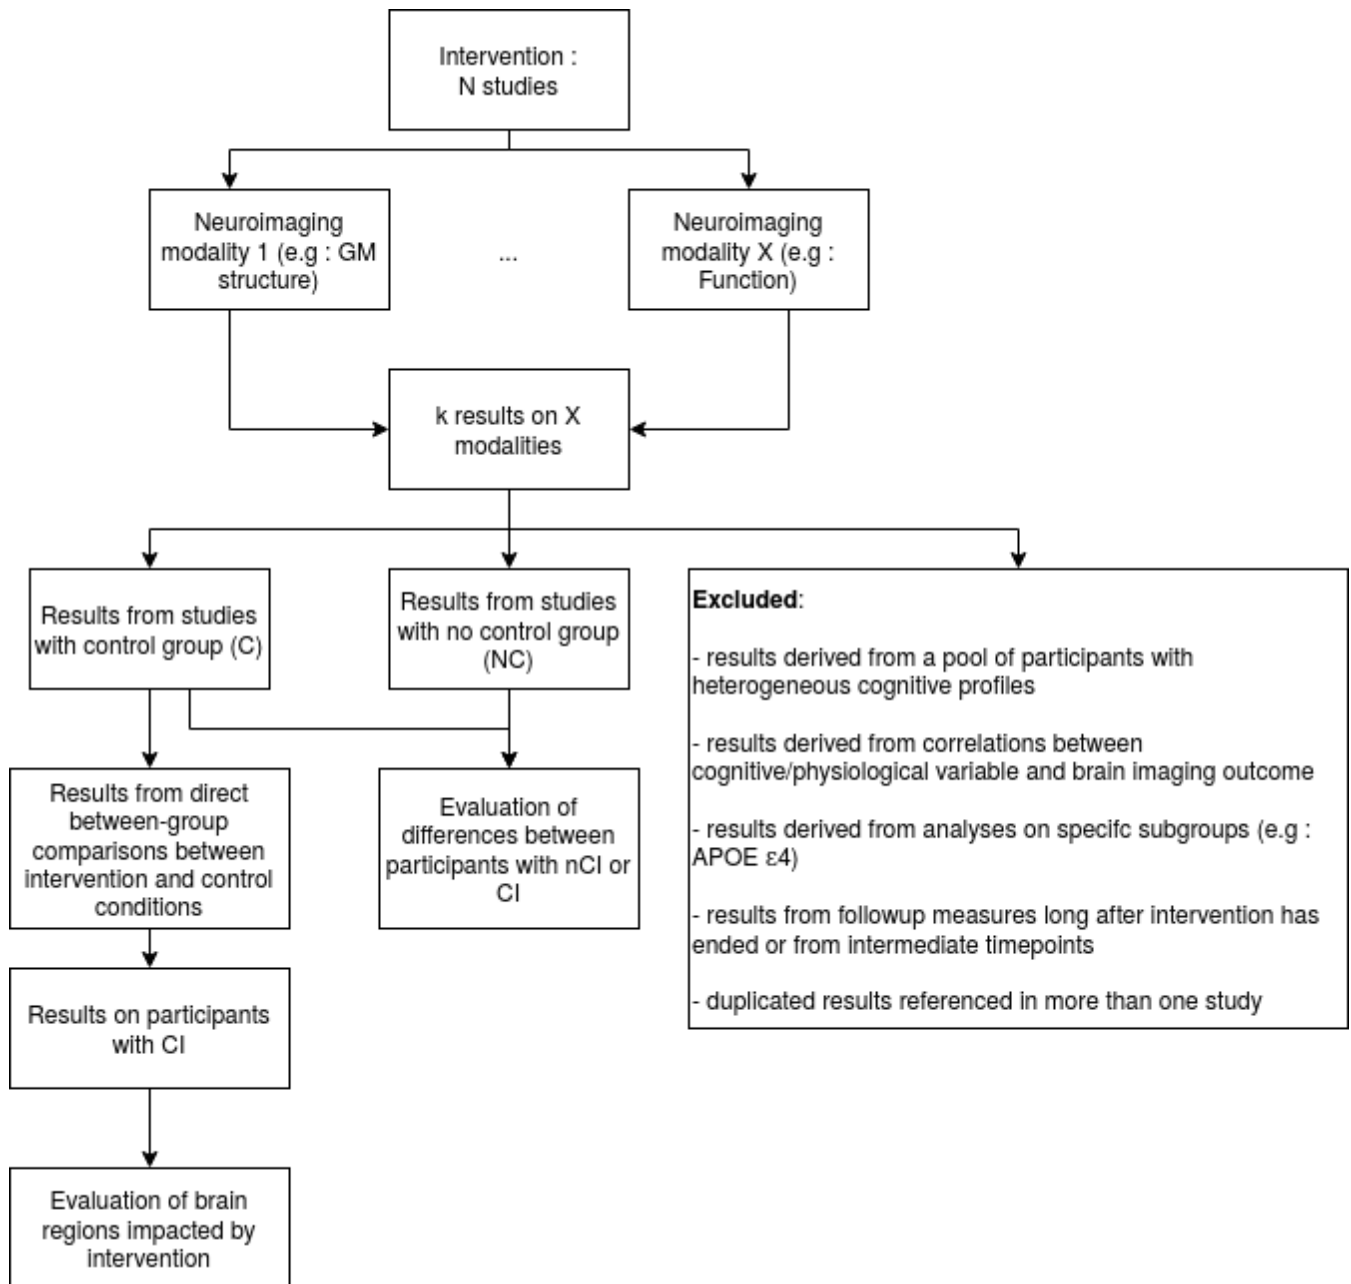 Intervention :
N studies
Neuroimaging
modality 1 (e.g : GM
structure)
...
Neuroimaging
modality X (e.g :
Function)
k results on X
modalities
Results from studies
with control group (C)
Results from studies
with no control group
(NC)
Excluded:
- results derived from a pool of participants with
heterogeneous cognitive profiles
- results derived from correlations between
cognitive/physiological variable and brain imaging outcome
- results derived from analyses on specifc subgroups (e.g :
APOE ε4)
- results from followup measures long after intervention has
ended or from intermediate timepoints
- duplicated results referenced in more than one study
Results from direct
between-group
comparisons between
intervention and control
conditions
Evaluation of
differences between
participants with nCI or
CI
Results on participants
with CI
Evaluation of brain
regions impacted by
intervention